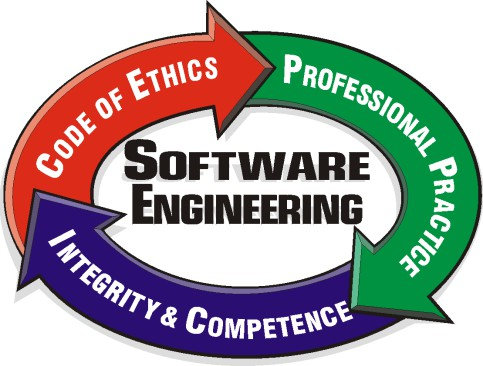 CODE OF ETHICS
PROFESSIONAL PRACTICE
SOFTWARE
ENGINEERING
INTEGRITY & COMPETENCE